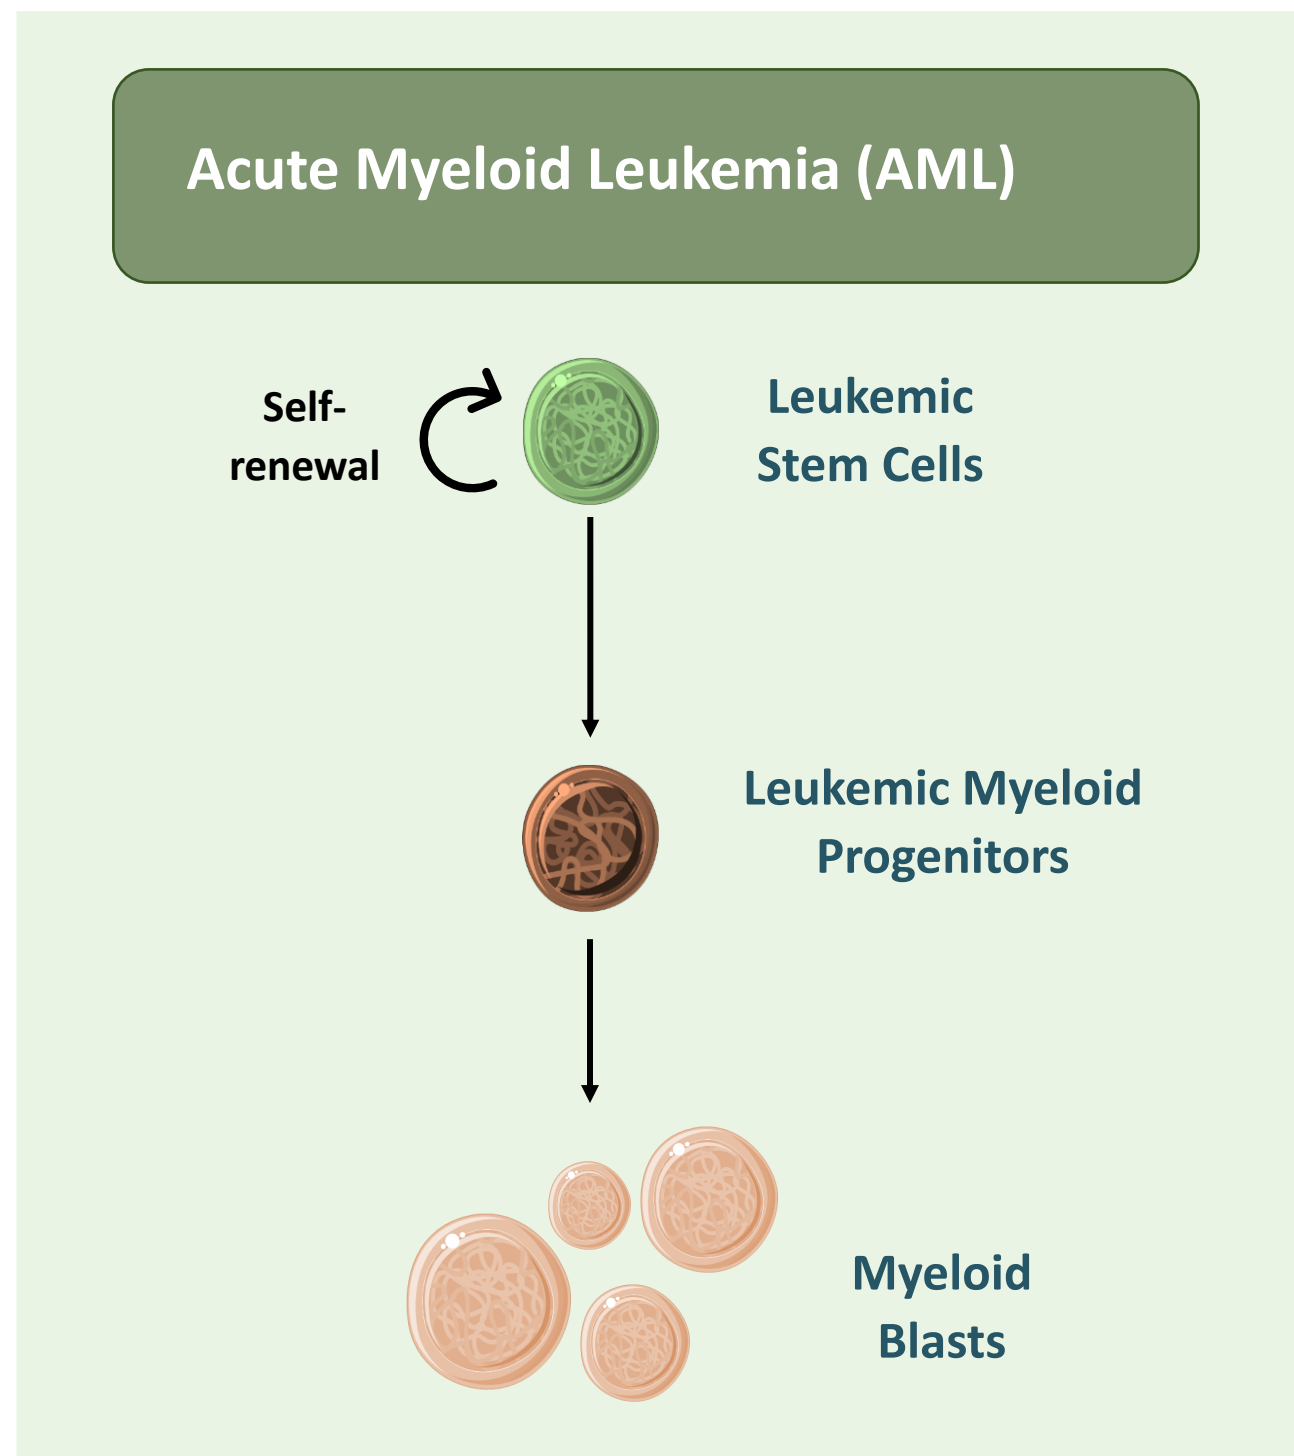 Acute Myeloid Leukemia (AML)
Self-
renewal
Leukemic
Stem Cells
Leukemic Myeloid
Progenitors
Myeloid
Blasts